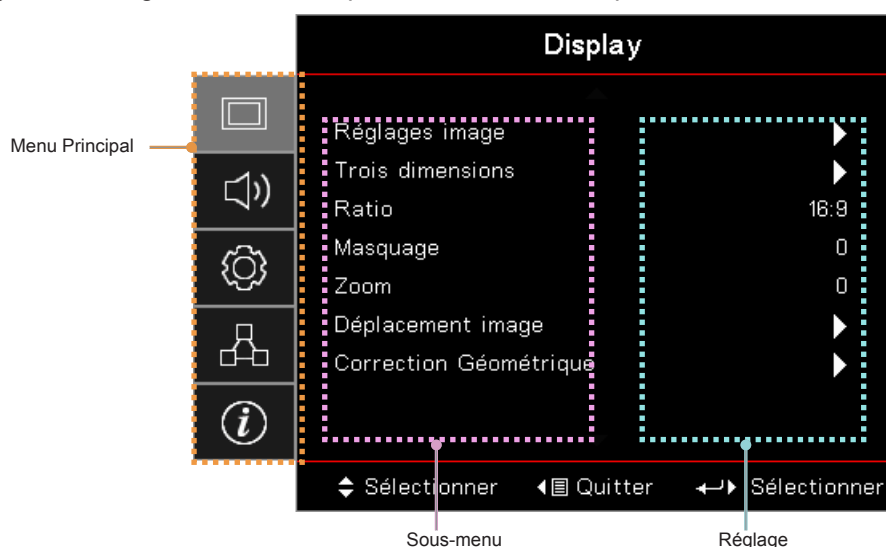 Display
Menu Principal
Réglages image
Trois dimensions
Ratio 16:9
Masquage 0
Zoom 0
Déplacement image
Correction Géométrique
Sélectionner Quitter Sélectionner
Sous-menu Réglage